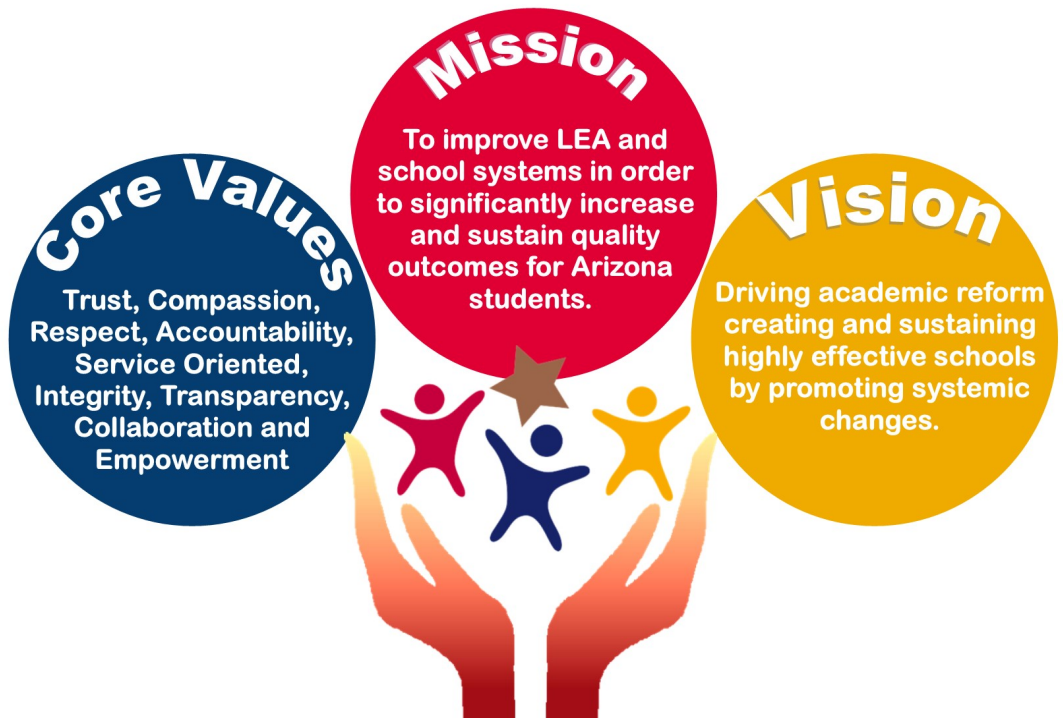 Core Values
Trust, Compassion,
Respect, Accountability,
Service Oriented,
Integrity, Transparency,
Collaboration and
Empowerment
Mission
To improve LEA and
school systems in order
to significantly increase
and sustain quality
outcomes for Arizona
students.
Vision
Driving academic reform
creating and sustaining
highly effective schools
by promoting systemic
changes.